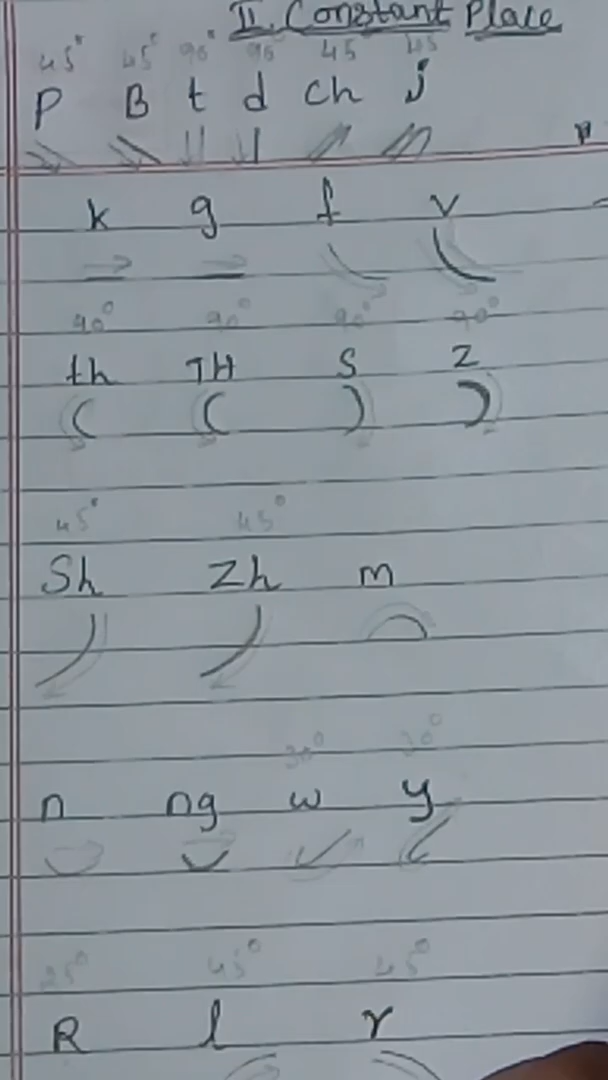 II. Constant Place
45° 45° 90° 90° 45 45
P B t d ch j
k g f v
90° 90° 90° 90°
th TH S Z
45° 45°
Sh Zh m
30° 30°
n ng w y
45° 45°
R l r